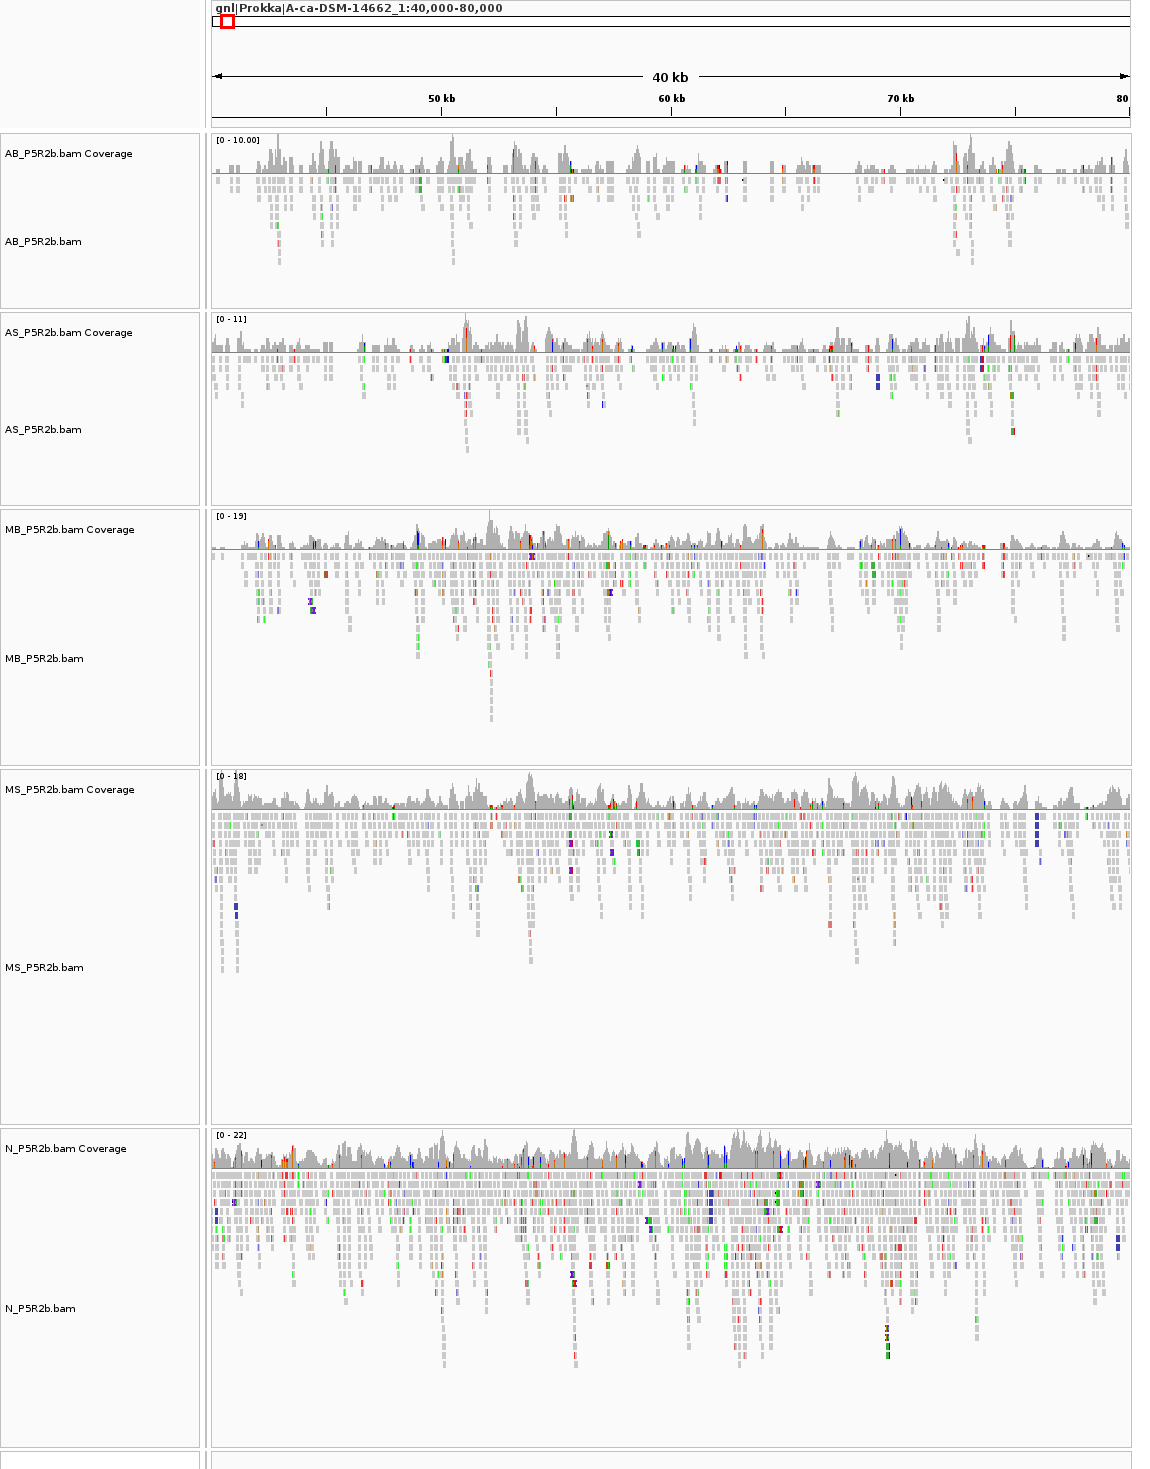 gnl|Prokka|A-ca-DSM-14662_1:40,000-80,000
40 kb
50 kb 60 kb 70 kb 80
[0 - 10.00]
AB_P5R2b.bam Coverage
AB_P5R2b.bam
[0 - 11]
AS_P5R2b.bam Coverage
AS_P5R2b.bam
[0 - 19]
MB_P5R2b.bam Coverage
MB_P5R2b.bam
[0 - 18]
MS_P5R2b.bam Coverage
MS_P5R2b.bam
[0 - 22]
N_P5R2b.bam Coverage
N_P5R2b.bam